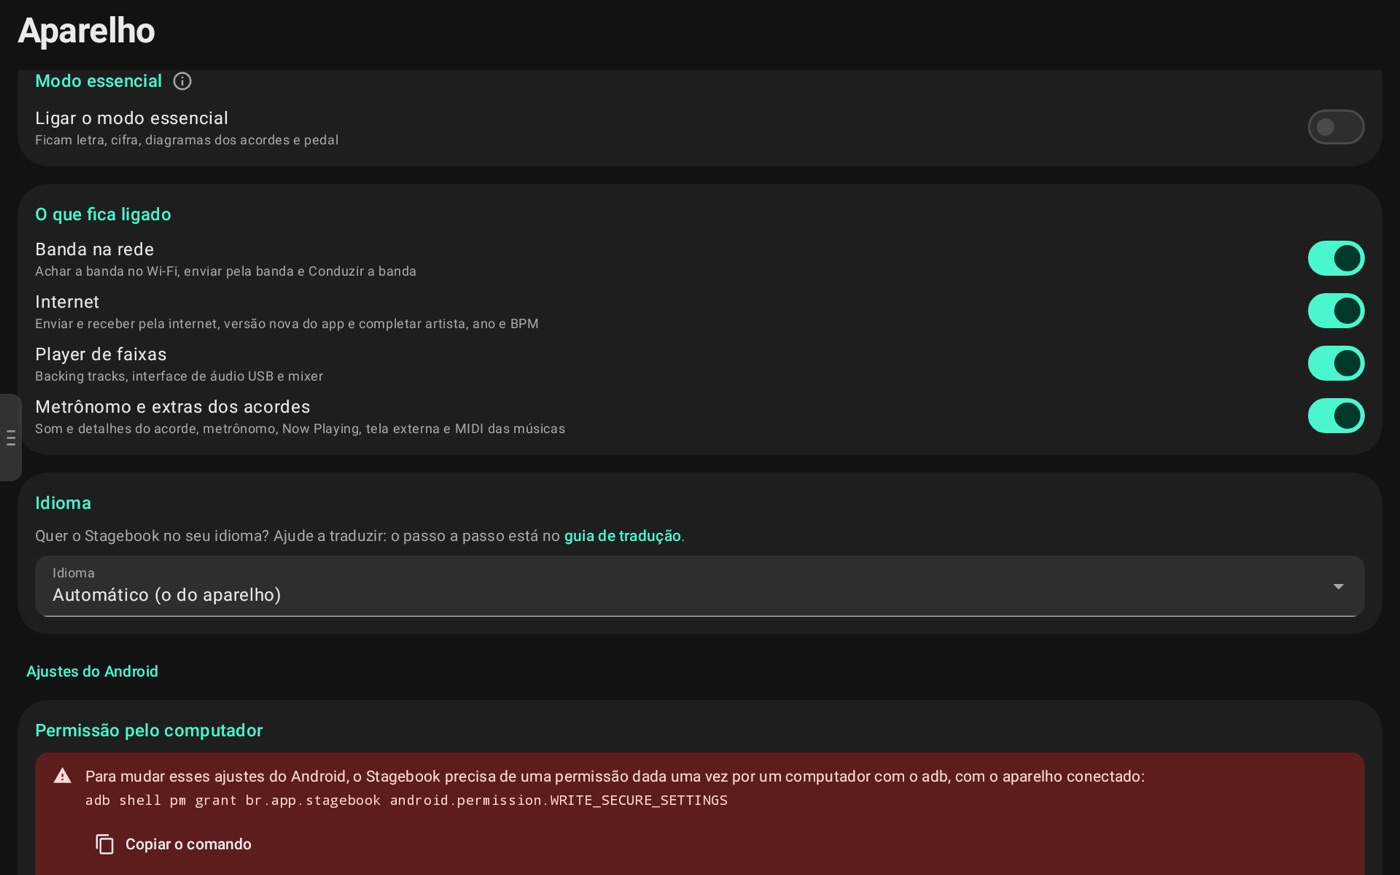 Aparelho
Modo essencial
Ligar o modo essencial
Ficam letra, cifra, diagramas dos acordes e pedal
O que fica ligado
Banda na rede
Achar a banda no Wi-Fi, enviar pela banda e Conduzir a banda
Internet
Enviar e receber pela internet, versão nova do app e completar artista, ano e BPM
Player de faixas
Backing tracks, interface de áudio USB e mixer
Metrônomo e extras dos acordes
Som e detalhes do acorde, metrônomo, Now Playing, tela externa e MIDI das músicas
Idioma
Quer o Stagebook no seu idioma? Ajude a traduzir: o passo a passo está no guia de tradução.
Idioma
Automático (o do aparelho)
Ajustes do Android
Permissão pelo computador
Para mudar esses ajustes do Android, o Stagebook precisa de uma permissão dada uma vez por um computador com o adb, com o aparelho conectado:
adb shell pm grant br.app.stagebook android.permission.WRITE_SECURE_SETTINGS
Copiar o comando